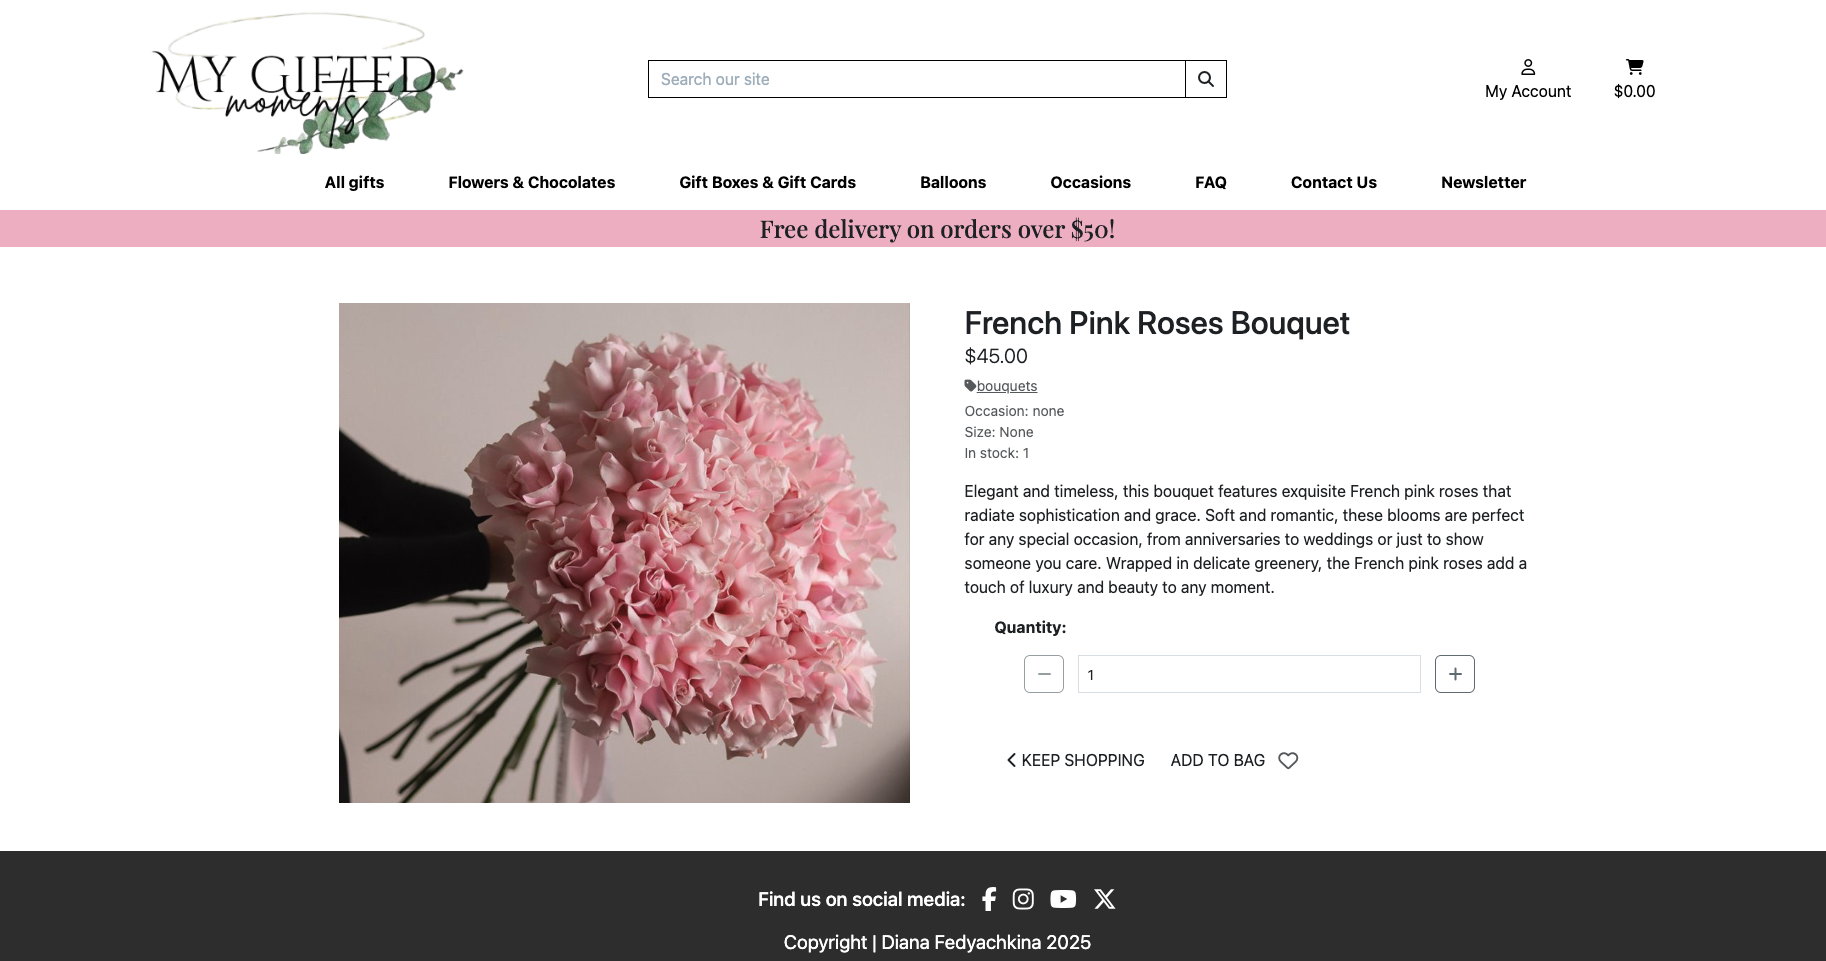 MY GIFTED
moments
Search our site
My Account
$0.00
All gifts
Flowers & Chocolates
Gift Boxes & Gift Cards
Balloons
Occasions
FAQ
Contact Us
Newsletter
Free delivery on orders over $50!
French Pink Roses Bouquet
$45.00
bouquets
Occasion: none
Size: None
In stock: 1
Elegant and timeless, this bouquet features exquisite French pink roses that
radiate sophistication and grace. Soft and romantic, these blooms are perfect
for any special occasion, from anniversaries to weddings or just to show
someone you care. Wrapped in delicate greenery, the French pink roses add a
touch of luxury and beauty to any moment.
Quantity:
1
KEEP SHOPPING
ADD TO BAG
Find us on social media:
Copyright | Diana Fedyachkina 2025